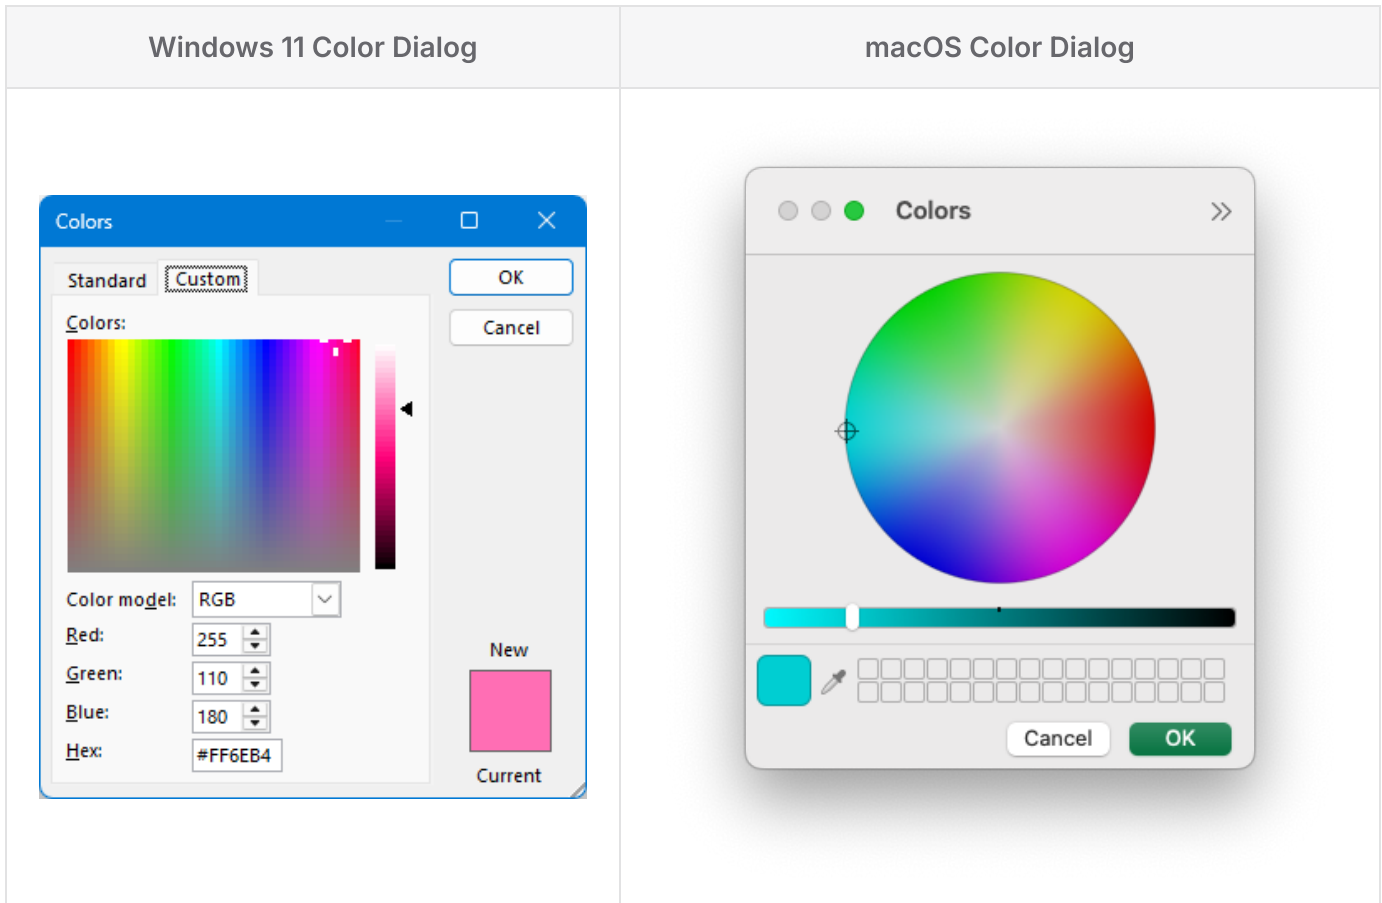 Windows 11 Color Dialog
macOS Color Dialog
Colors
Standard
Custom
OK
Cancel
Colors:
Color model: RGB
Red: 255
Green: 110
Blue: 180
Hex: #FF6EB4
New
Current
Colors
Cancel
OK